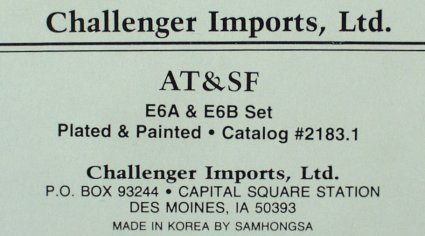 Challenger Imports, Ltd.
AT&SF
E6A & E6B Set
Plated & Painted • Catalog #2183.1
Challenger Imports, Ltd.
P.O. BOX 93244 • CAPITAL SQUARE STATION
DES MOINES, IA 50393
MADE IN KOREA BY SAMHONGSA